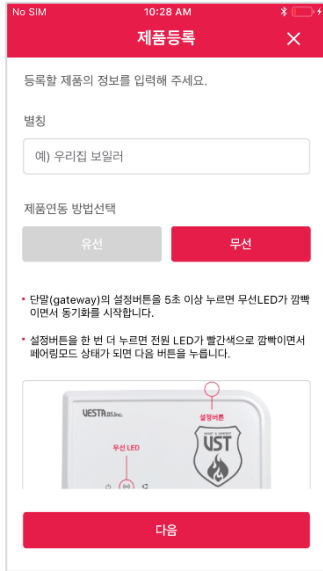 No SIM 10:28 AM
제품등록
등록할 제품의 정보를 입력해 주세요.
별칭
예) 우리집 보일러
제품연동 방법선택
유선 무선
• 단말(gateway)의 설정버튼을 5초 이상 누르면 무선LED가 깜빡
이면서 동기화를 시작합니다.
• 설정버튼을 한 번 더 누르면 전원 LED가 빨간색으로 깜빡이면서
페어링모드 상태가 되면 다음 버튼을 누릅니다.
설정버튼
무선 LED
VST
다음